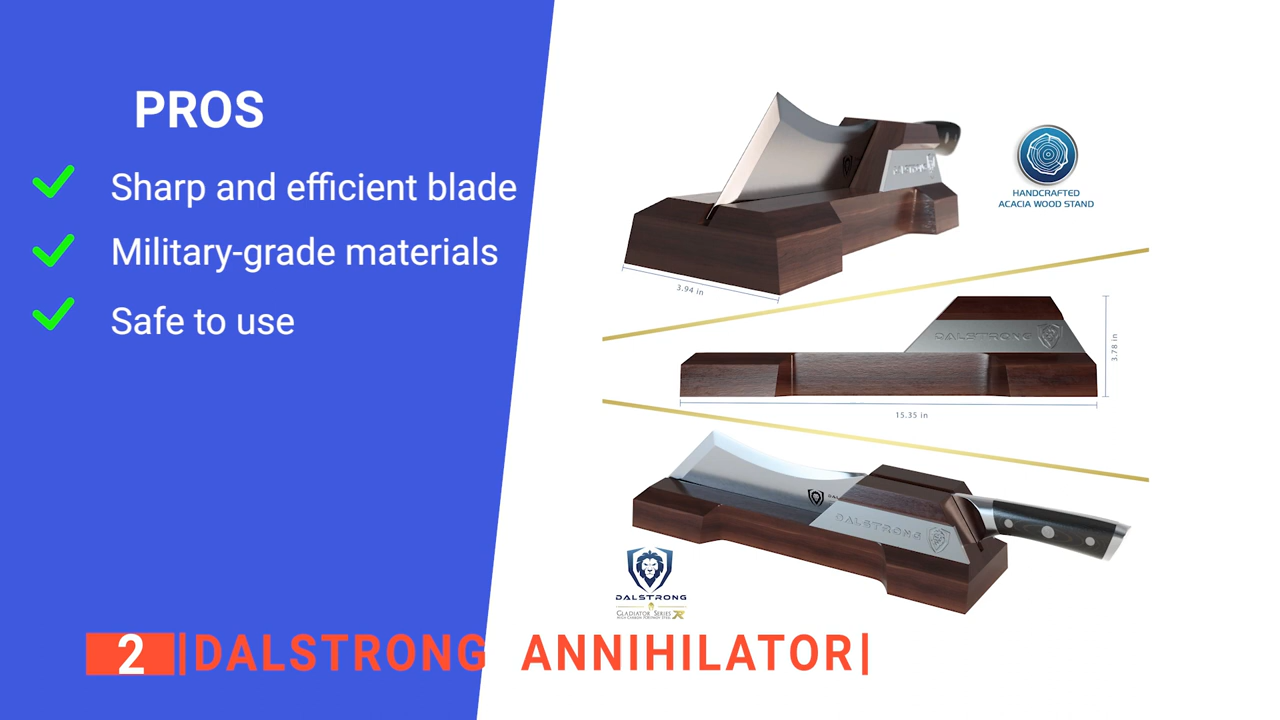 PROS
Sharp and efficient blade
Military-grade materials
Safe to use
HANDCRAFTED
ACACIA WOOD STAND
3.94 in
DALSTRONG
3.78 in
15.35 in
DALSTRONG
DALSTRONG
GLADIATOR SERIES R
2 |DALSTRONG ANNIHILATOR|